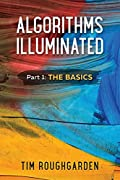 ALGORITHMS
ILLUMINATED
Part 1: THE BASICS
TIM ROUGHGARDEN